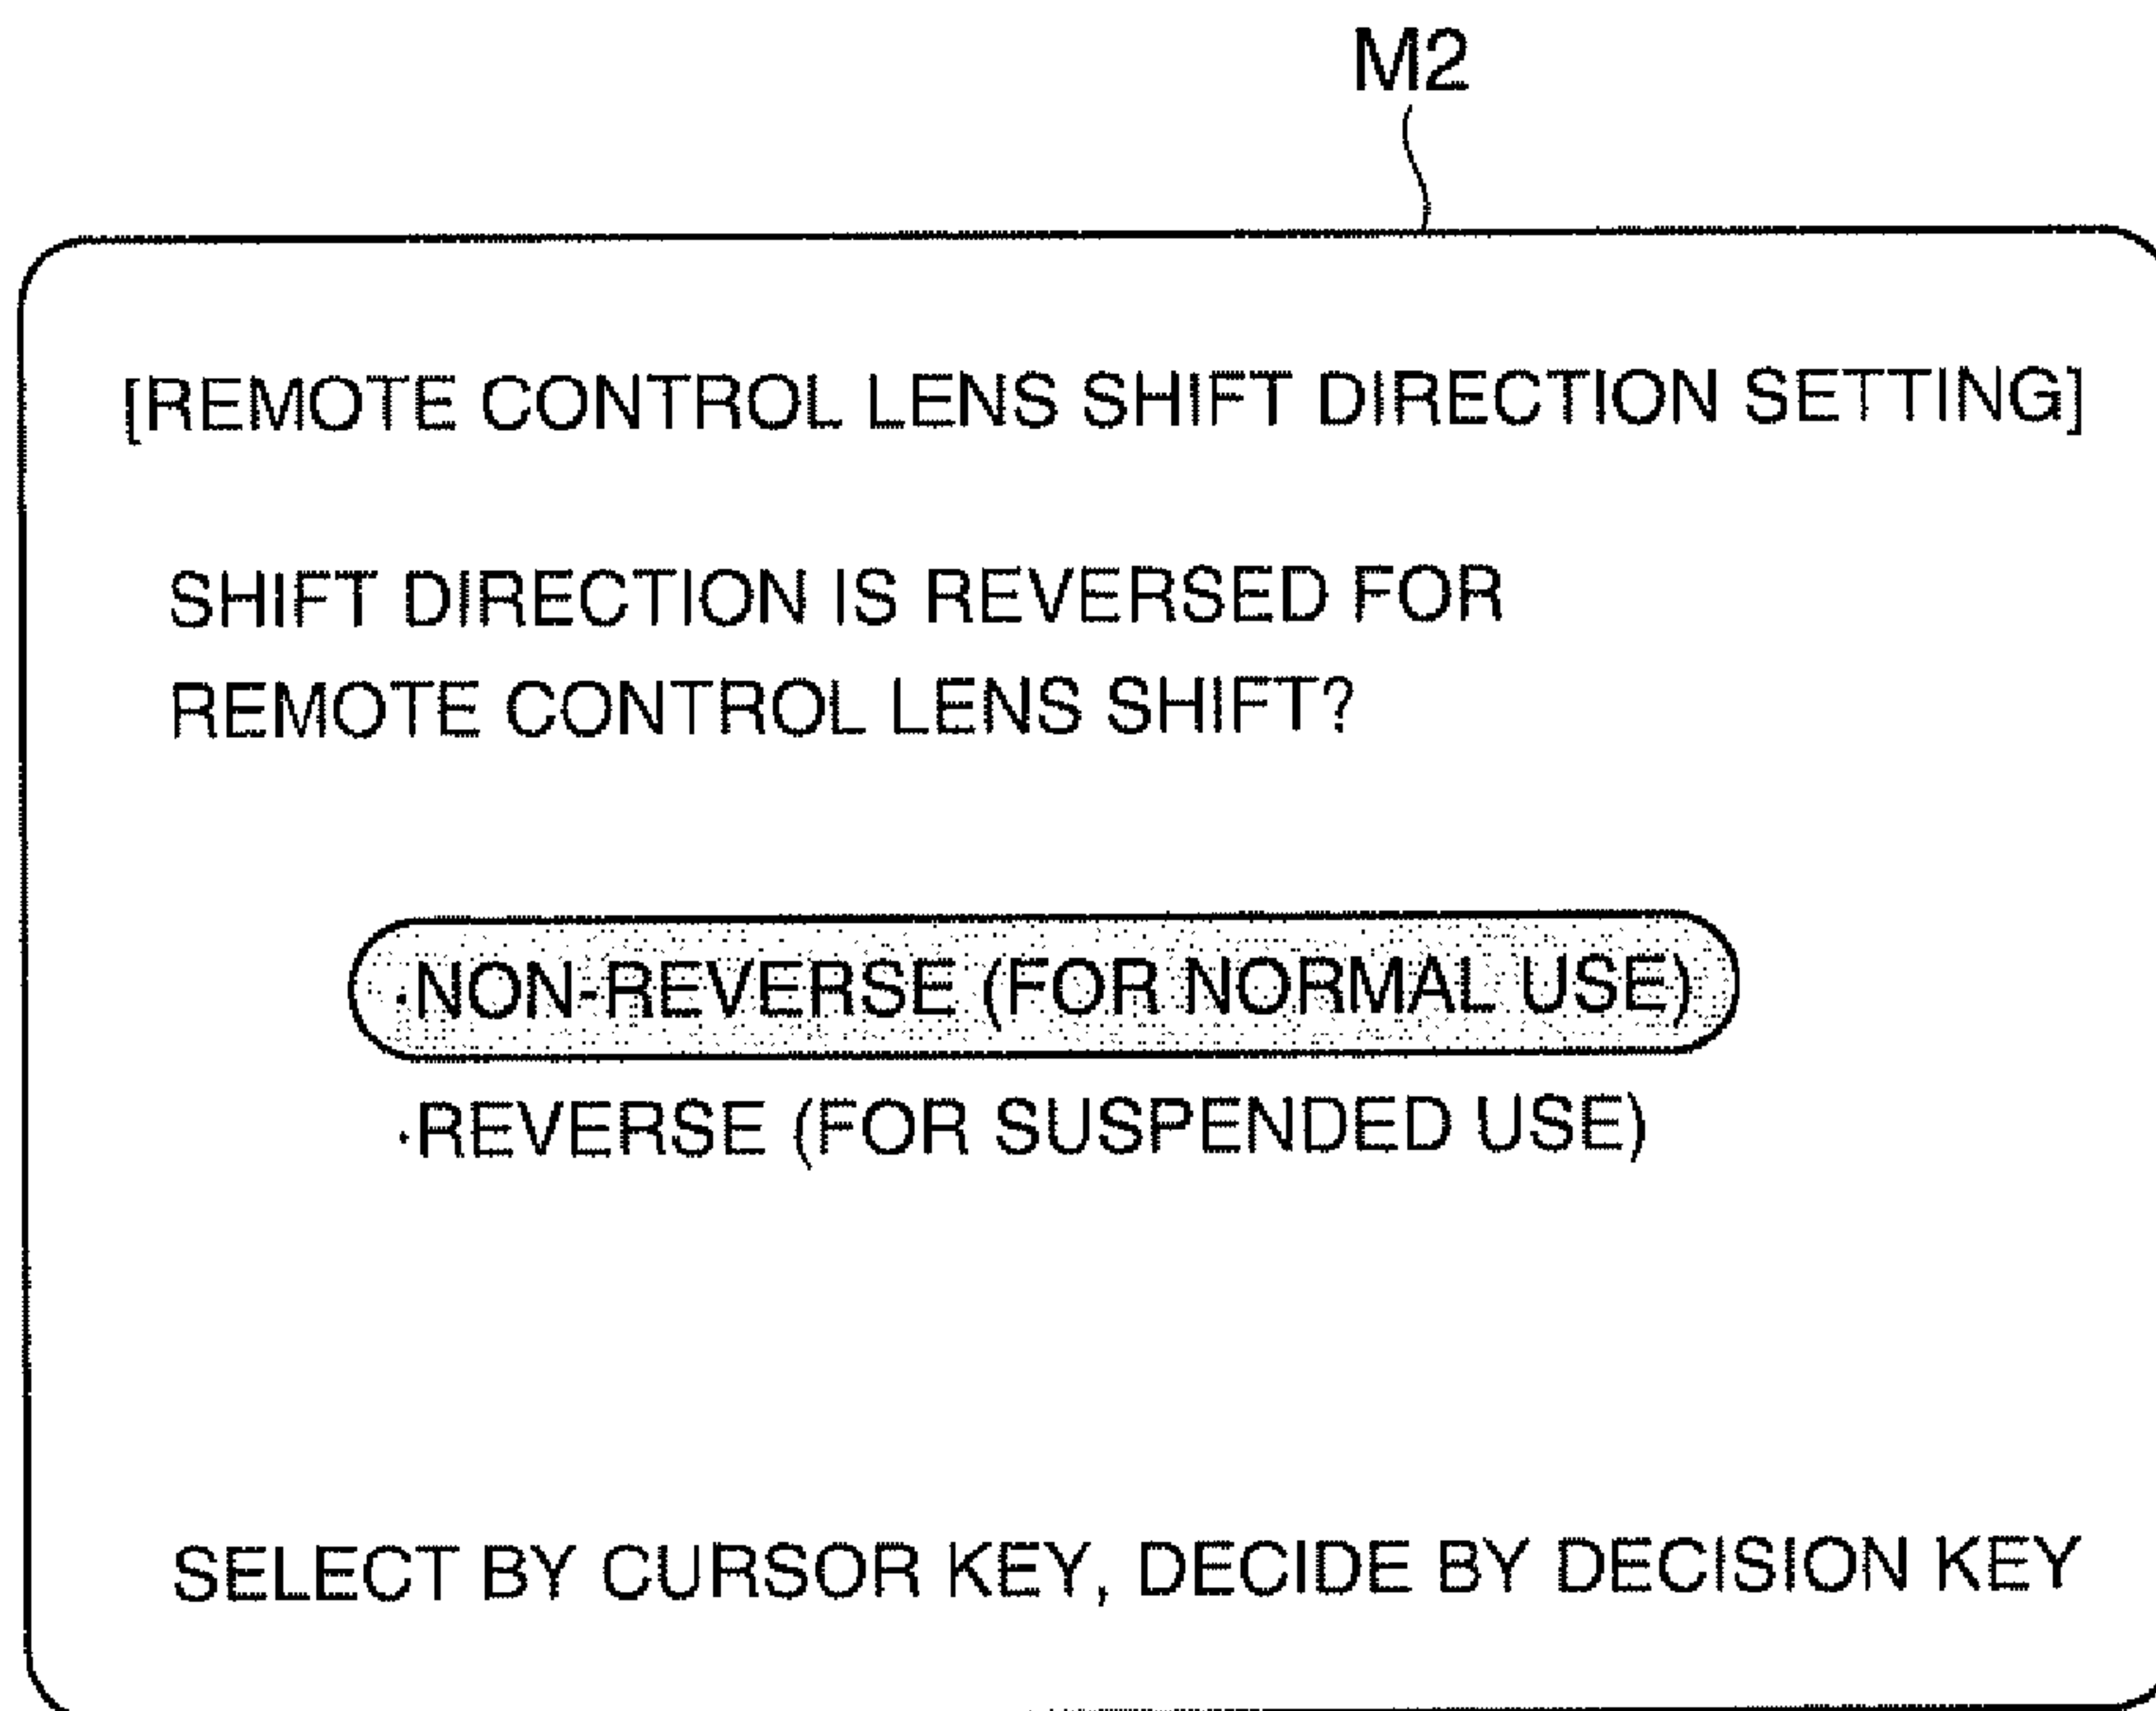 M2
[REMOTE CONTROL LENS SHIFT DIRECTION SETTING]
SHIFT DIRECTION IS REVERSED FOR
REMOTE CONTROL LENS SHIFT?
·NON-REVERSE (FOR NORMAL USE)
·REVERSE (FOR SUSPENDED USE)
SELECT BY CURSOR KEY, DECIDE BY DECISION KEY